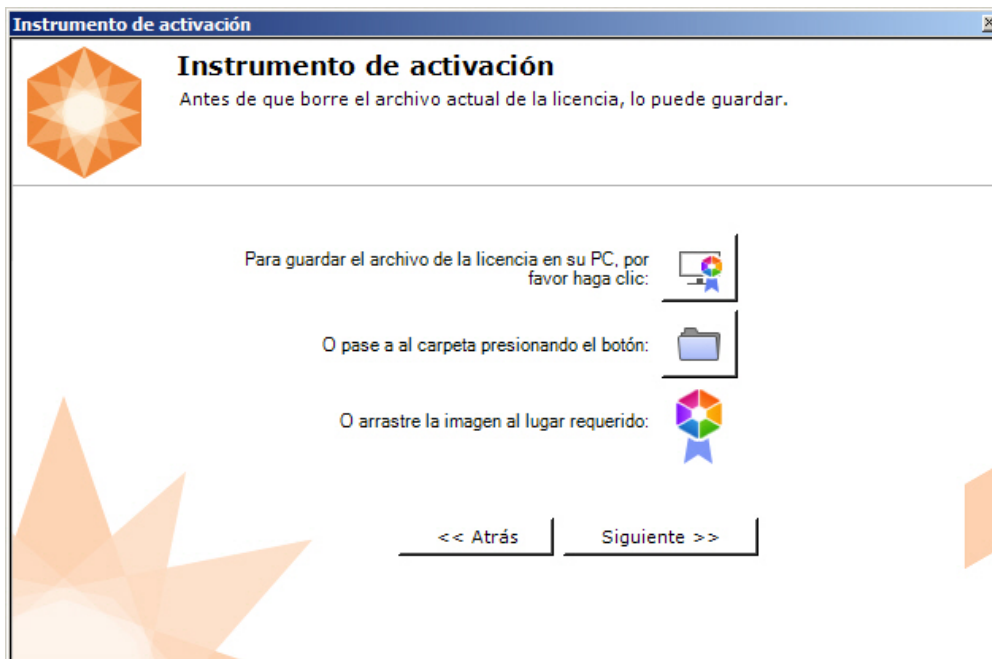 Instrumento de activación
Instrumento de activación
Antes de que borre el archivo actual de la licencia, lo puede guardar.
Para guardar el archivo de la licencia en su PC, por
favor haga clic:
O pase a al carpeta presionando el botón:
O arrastre la imagen al lugar requerido:
<< Atrás
Siguiente >>